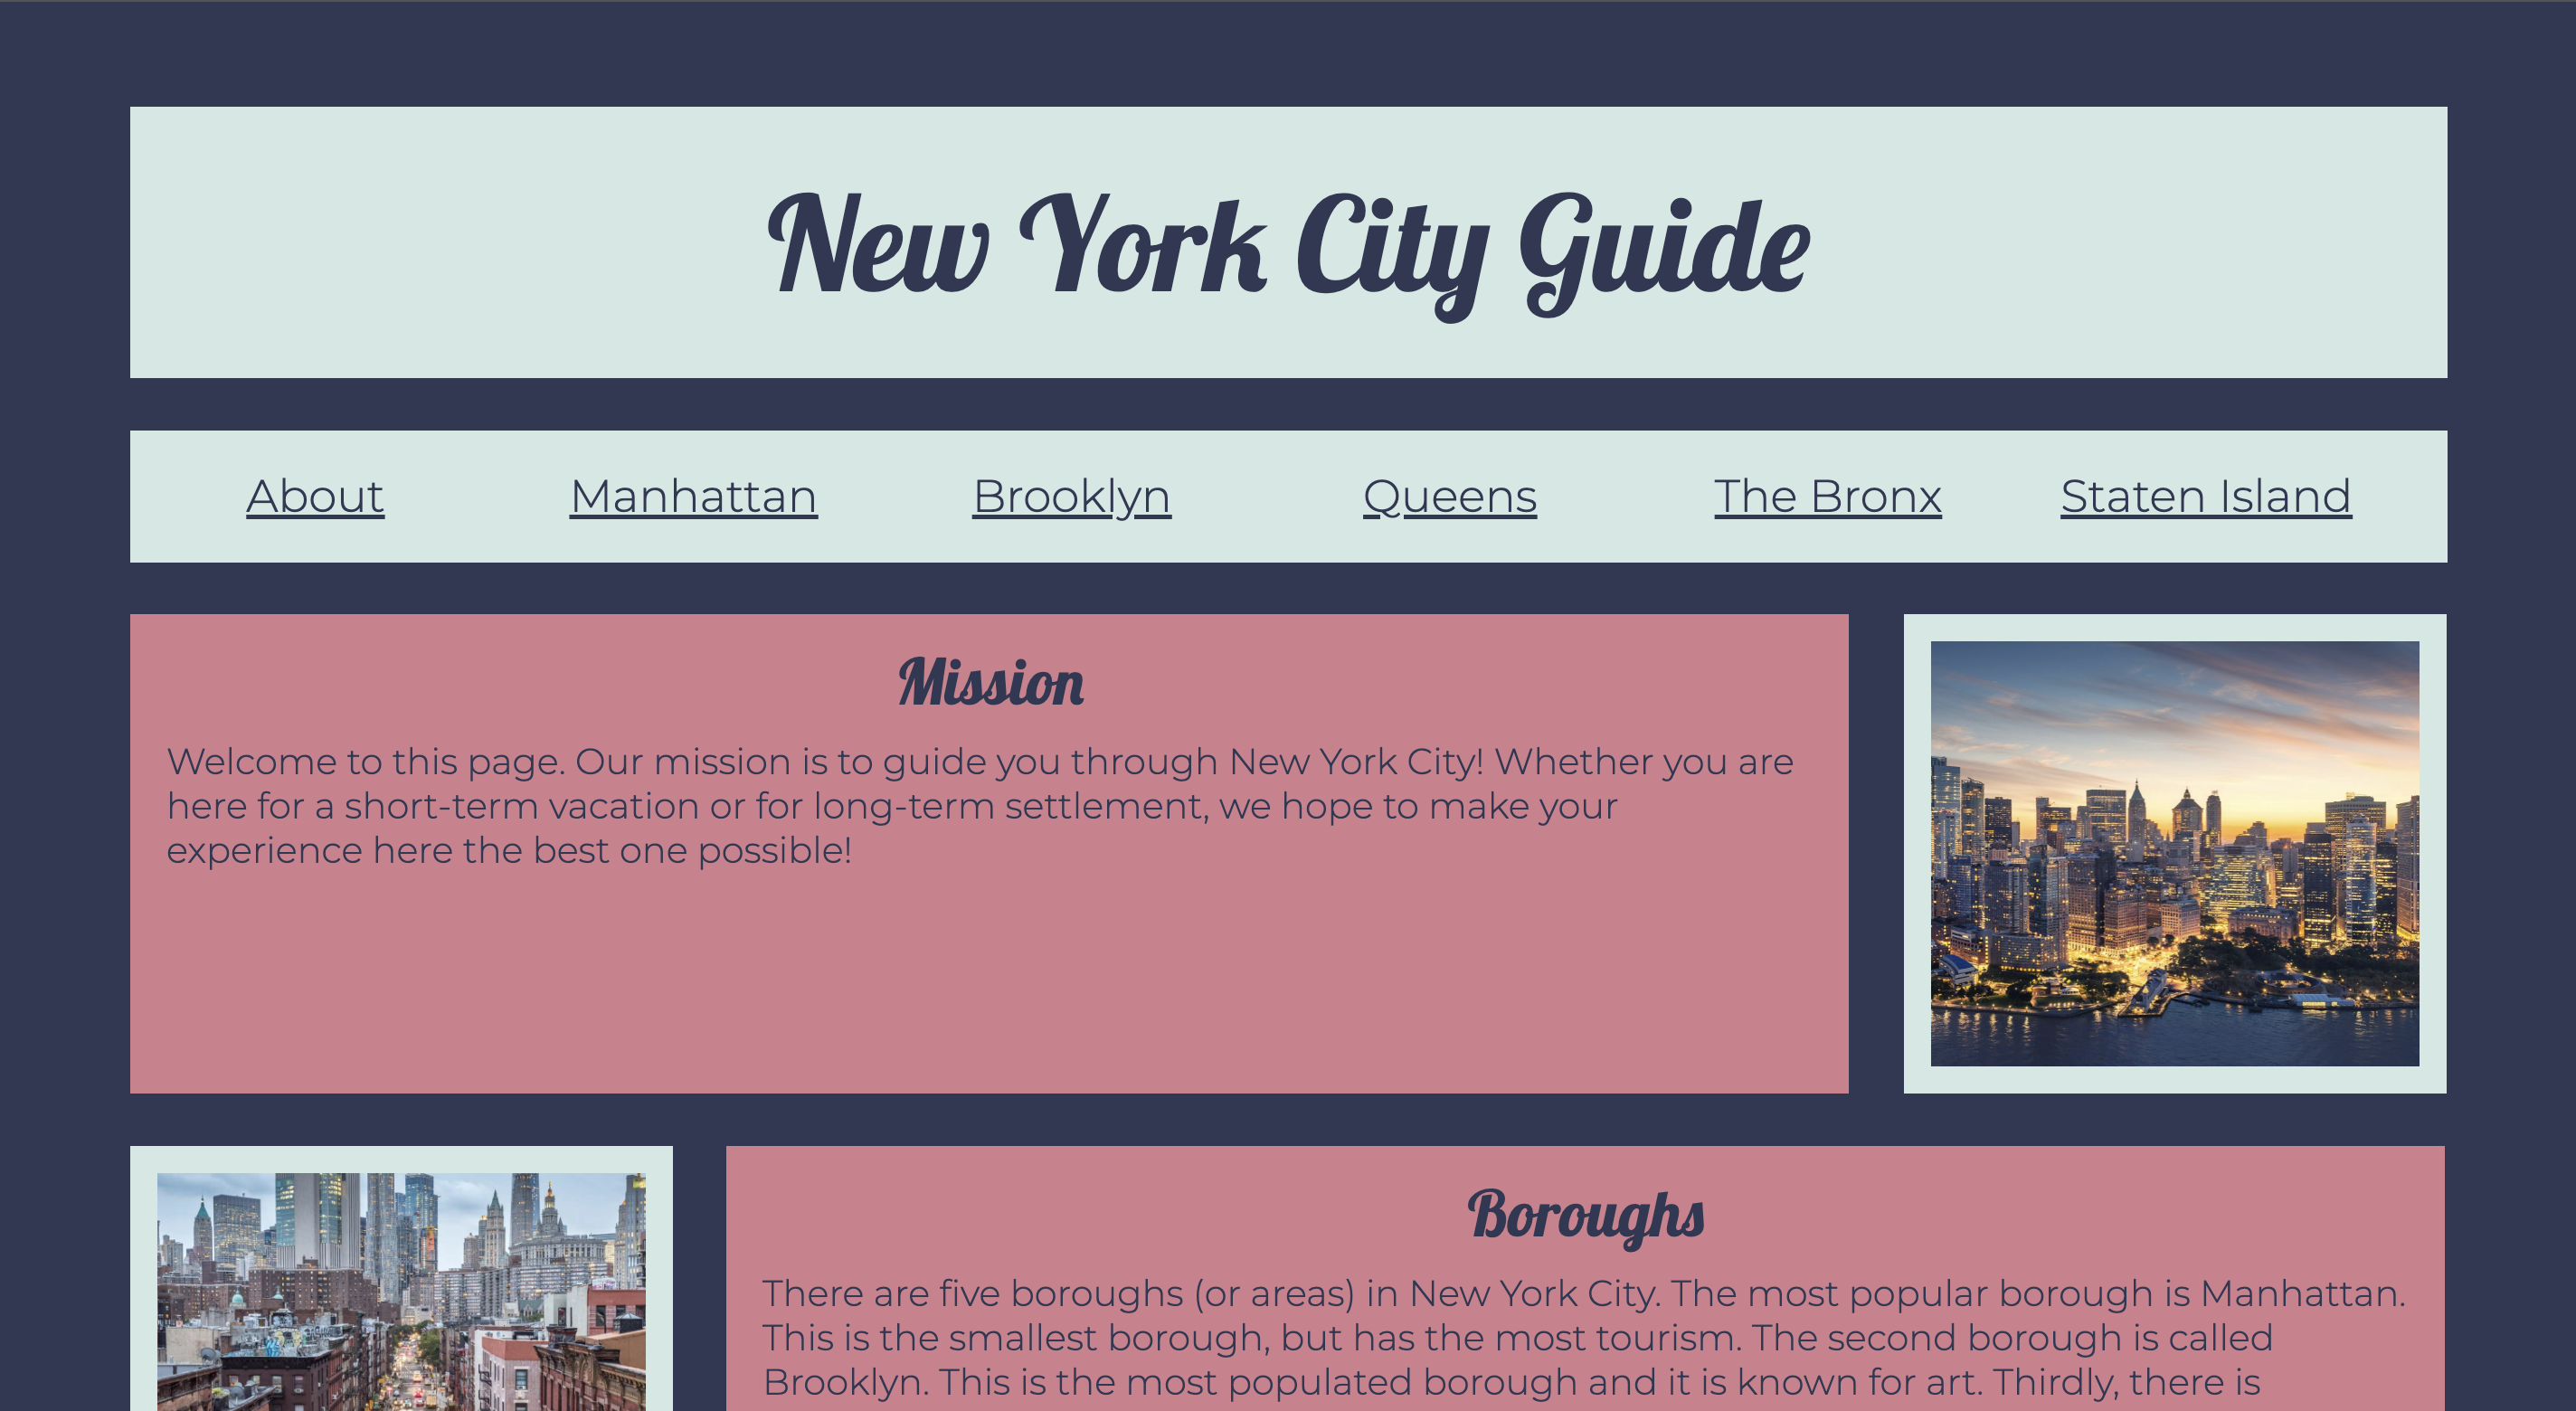 New York City Guide
About Manhattan Brooklyn Queens The Bronx Staten Island
Mission
Welcome to this page. Our mission is to guide you through New York City! Whether you are
here for a short-term vacation or for long-term settlement, we hope to make your
experience here the best one possible!
Boroughs
There are five boroughs (or areas) in New York City. The most popular borough is Manhattan.
This is the smallest borough, but has the most tourism. The second borough is called
Brooklyn. This is the most populated borough and it is known for art. Thirdly, there is